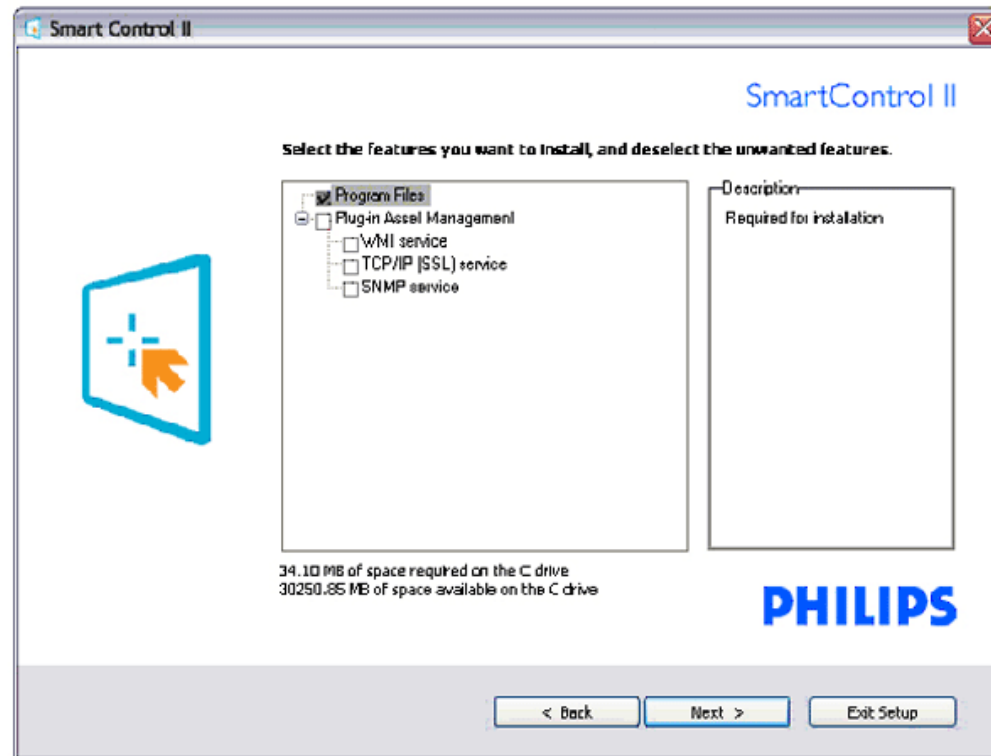 Smart Control II
SmartControl II
Select the features you want to install, and deselect the unwanted features.
Program Files
Plug-in Asset Management
WMI service
TCP/IP (SSL) service
SNMP service
Description
Required for installation
34.10 MB of space required on the C drive
30250.85 MB of space available on the C drive
PHILIPS
< Back
Next >
Exit Setup